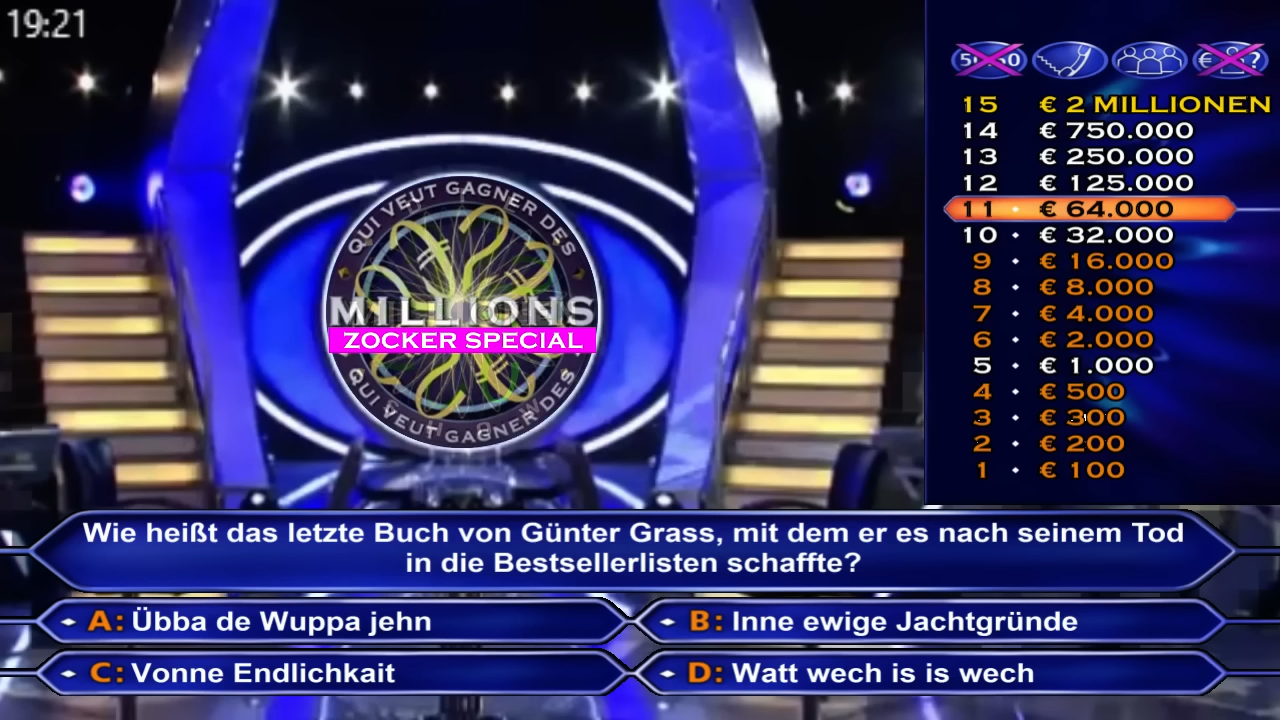 19:21
QUI VEUT GAGNER DES
MILLIONS
ZOCKER SPECIAL
QUI VEUT GAGNER DES
50 €?
15 € 2 MILLIONEN
14 € 750.000
13 € 250.000
12 € 125.000
11 · € 64.000
10 · € 32.000
9 · € 16.000
8 · € 8.000
7 · € 4.000
6 · € 2.000
5 · € 1.000
4 · € 500
3 · € 300
2 · € 200
1 · € 100
Wie heißt das letzte Buch von Günter Grass, mit dem er es nach seinem Tod
in die Bestsellerlisten schaffte?
A: Übba de Wuppa jehn
B: Inne ewige Jachtgründe
C: Vonne Endlichkait
D: Watt wech is is wech